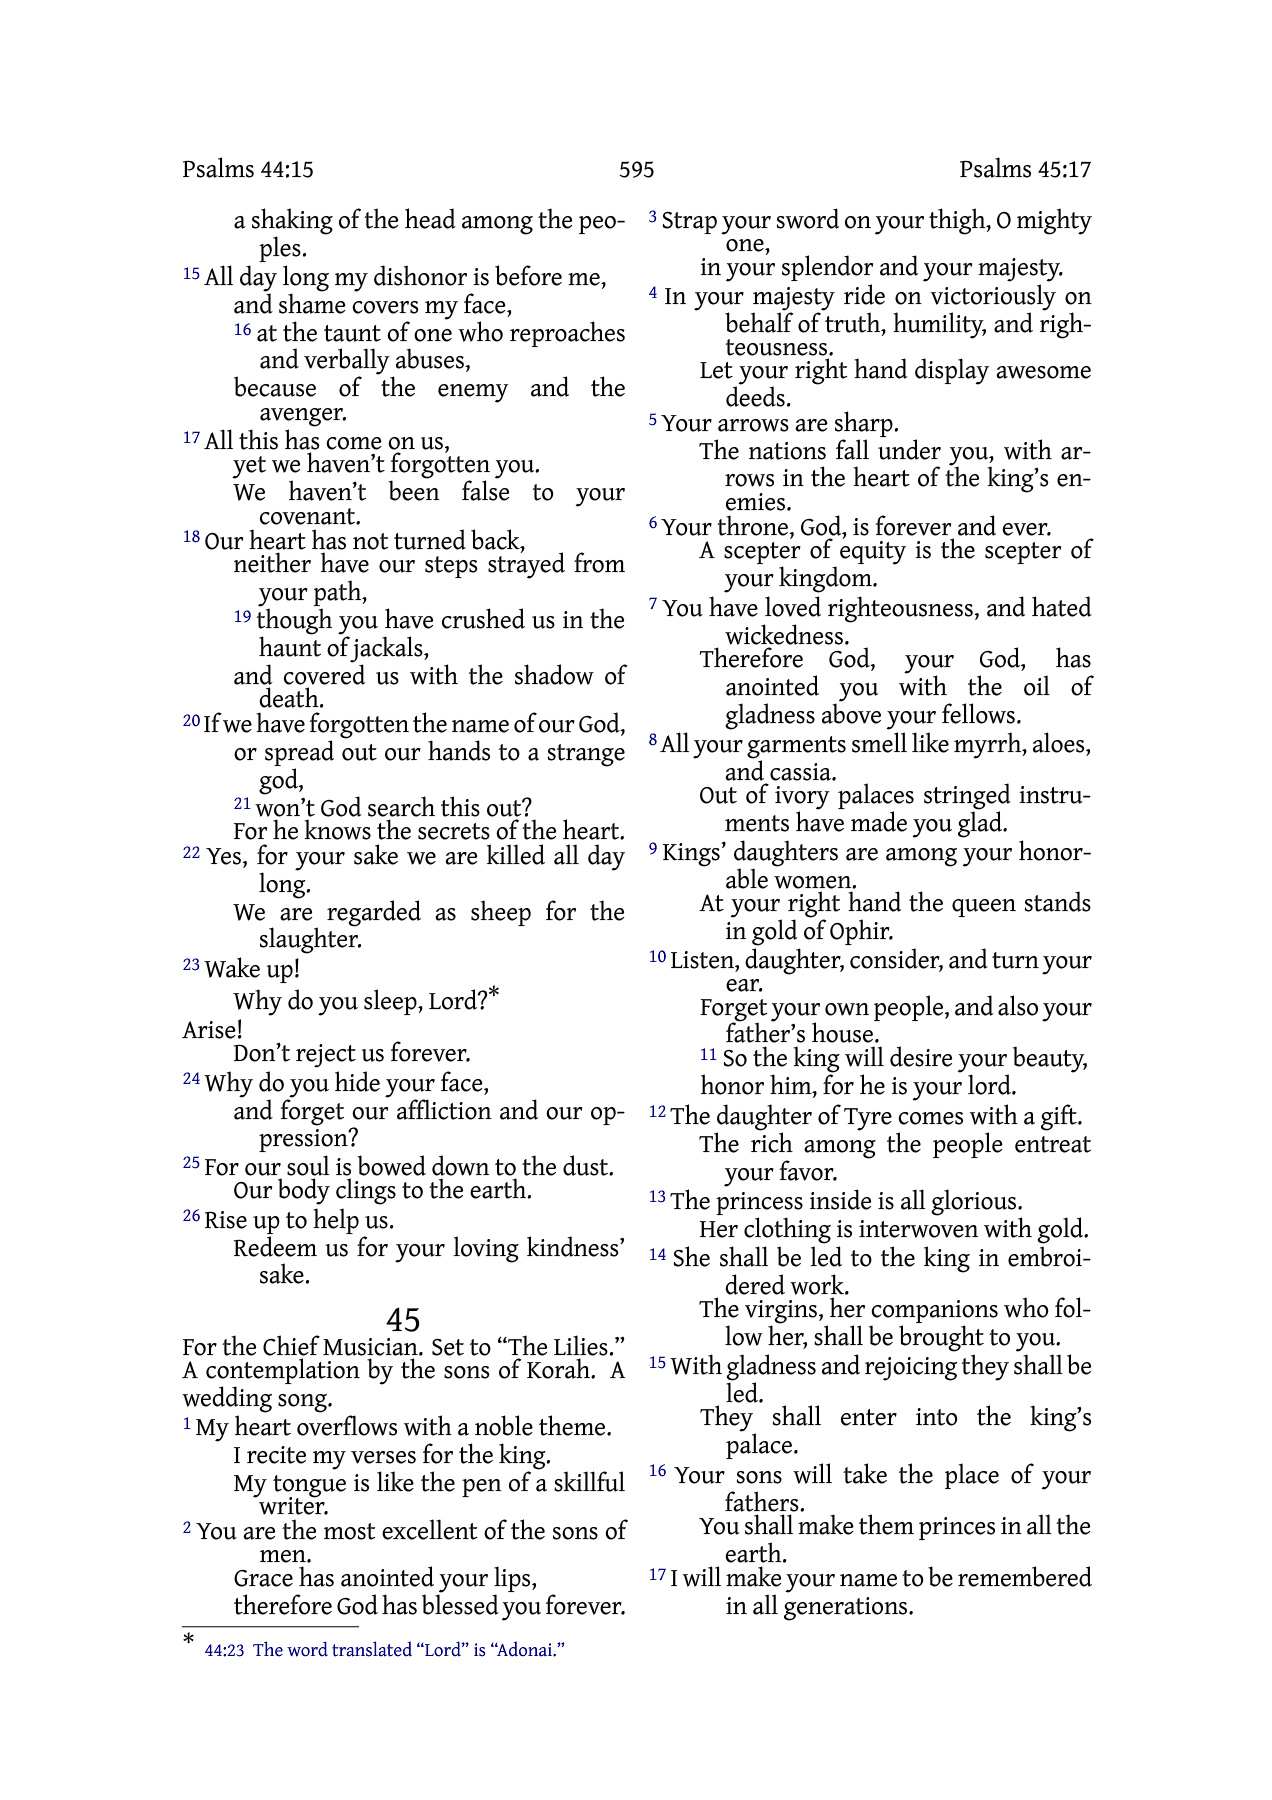 Psalms 44:15 595 Psalms 45:17
a shaking of the head among the peo-
ples.
15 All day long my dishonor is before me,
and shame covers my face,
16 at the taunt of one who reproaches
and verbally abuses,
because of the enemy and the
avenger.
17 All this has come on us,
yet we haven’t forgotten you.
We haven’t been false to your
covenant.
18 Our heart has not turned back,
neither have our steps strayed from
your path,
19 though you have crushed us in the
haunt of jackals,
and covered us with the shadow of
death.
20 If we have forgotten the name of our God,
or spread out our hands to a strange
god,
21 won’t God search this out?
For he knows the secrets of the heart.
22 Yes, for your sake we are killed all day
long.
We are regarded as sheep for the
slaughter.
23 Wake up!
Why do you sleep, Lord?*
Arise!
Don’t reject us forever.
24 Why do you hide your face,
and forget our affliction and our op-
pression?
25 For our soul is bowed down to the dust.
Our body clings to the earth.
26 Rise up to help us.
Redeem us for your loving kindness’
sake.
45
For the Chief Musician. Set to “The Lilies.”
A contemplation by the sons of Korah. A
wedding song.
1 My heart overflows with a noble theme.
I recite my verses for the king.
My tongue is like the pen of a skillful
writer.
2 You are the most excellent of the sons of
men.
Grace has anointed your lips,
therefore God has blessed you forever.
3 Strap your sword on your thigh, O mighty
one,
in your splendor and your majesty.
4 In your majesty ride on victoriously on
behalf of truth, humility, and righ-
teousness.
Let your right hand display awesome
deeds.
5 Your arrows are sharp.
The nations fall under you, with ar-
rows in the heart of the king’s en-
emies.
6 Your throne, God, is forever and ever.
A scepter of equity is the scepter of
your kingdom.
7 You have loved righteousness, and hated
wickedness.
Therefore God, your God, has
anointed you with the oil of
gladness above your fellows.
8 All your garments smell like myrrh, aloes,
and cassia.
Out of ivory palaces stringed instru-
ments have made you glad.
9 Kings’ daughters are among your honor-
able women.
At your right hand the queen stands
in gold of Ophir.
10 Listen, daughter, consider, and turn your
ear.
Forget your own people, and also your
father’s house.
11 So the king will desire your beauty,
honor him, for he is your lord.
12 The daughter of Tyre comes with a gift.
The rich among the people entreat
your favor.
13 The princess inside is all glorious.
Her clothing is interwoven with gold.
14 She shall be led to the king in embroi-
dered work.
The virgins, her companions who fol-
low her, shall be brought to you.
15 With gladness and rejoicing they shall be
led.
They shall enter into the king’s
palace.
16 Your sons will take the place of your
fathers.
You shall make them princes in all the
earth.
17 I will make your name to be remembered
in all generations.
* 44:23 The word translated “Lord” is “Adonai.”